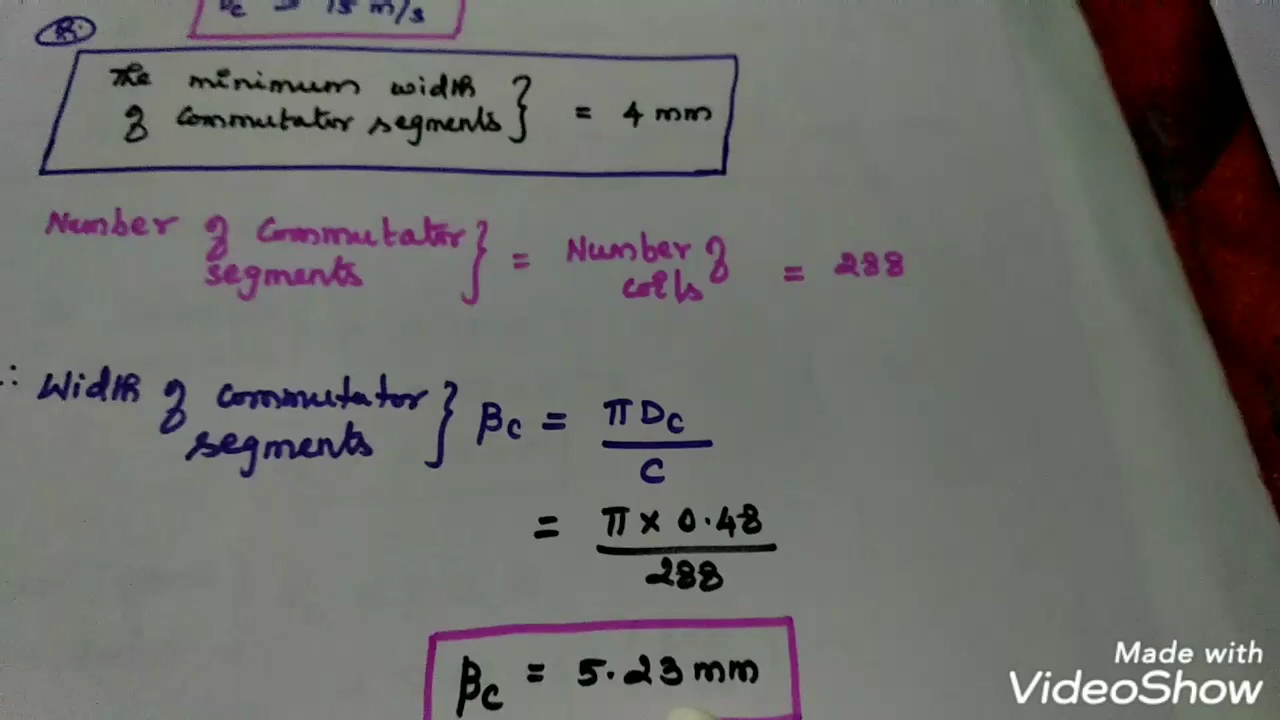 = 15 m/s
The minimum width
of commutator segments } = 4 mm
Number of Commutator segments } = Number of coils = 288
∴ Width of commutator segments } βc = πDc / C
= π × 0.48 / 288
βc = 5.23 mm
Made with
VideoShow